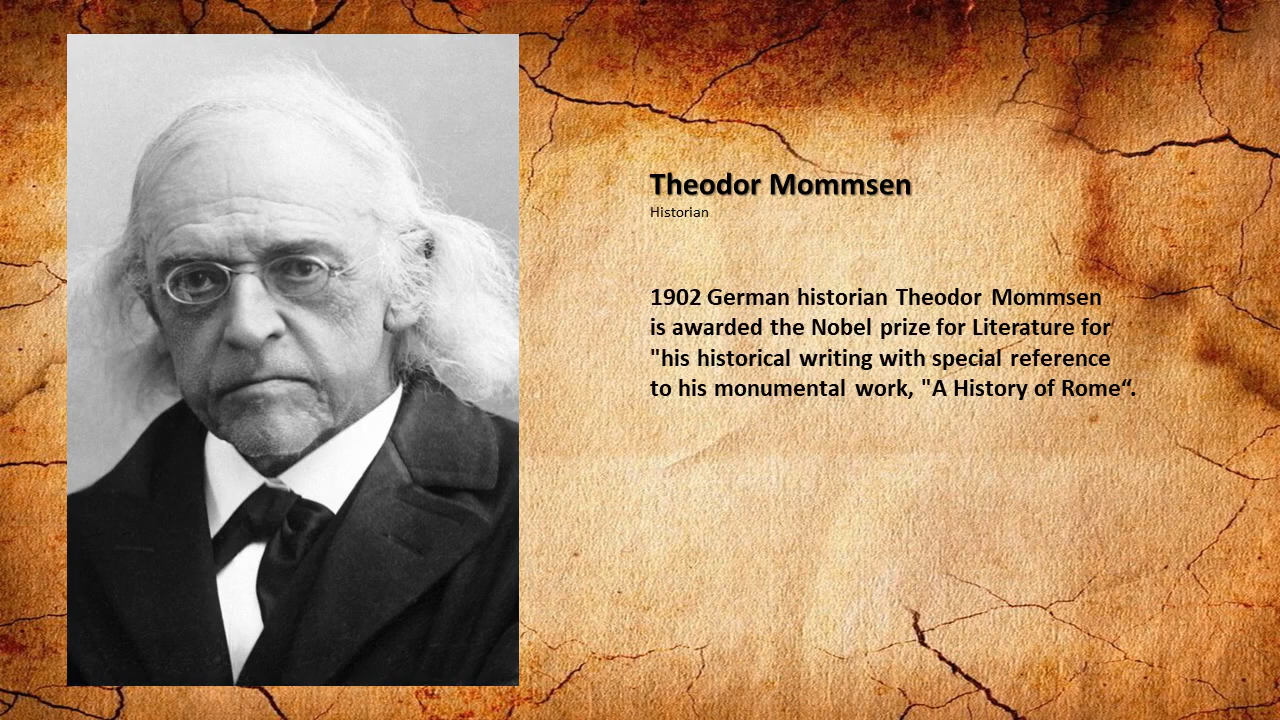 Theodor Mommsen
Historian
1902 German historian Theodor Mommsen
is awarded the Nobel prize for Literature for
"his historical writing with special reference
to his monumental work, "A History of Rome“.